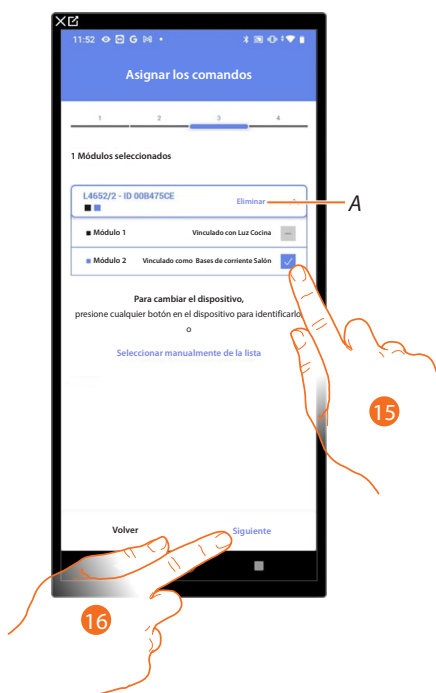 11:52 G M
Asignar los comandos
1 2 3 4
1 Módulos seleccionados
L4652/2 - ID 00B475CE Eliminar A
Módulo 1 Vinculado con Luz Cocina
Módulo 2 Vinculado como Bases de corriente Salón
Para cambiar el dispositivo,
presione cualquier botón en el dispositivo para identificarlo
o
Seleccionar manualmente de la lista
15
Volver Siguiente
16